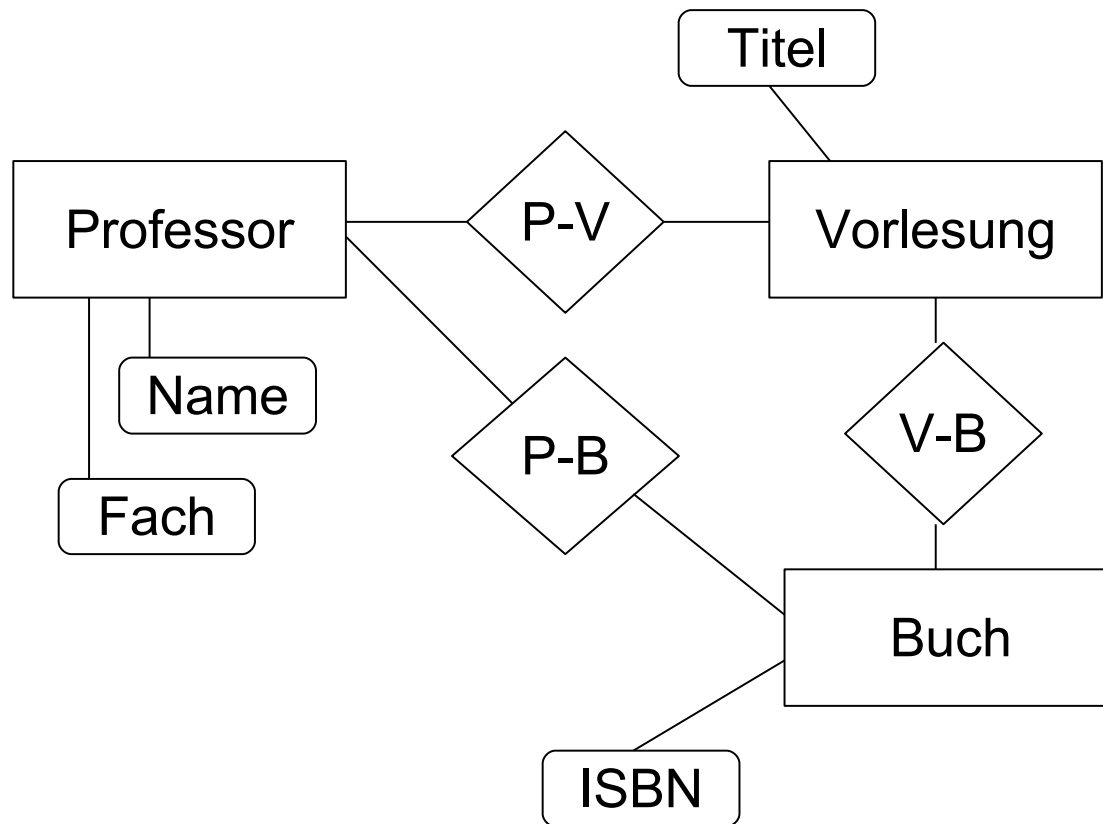 Titel
Professor
P-V
Vorlesung
Name
P-B
V-B
Fach
Buch
ISBN